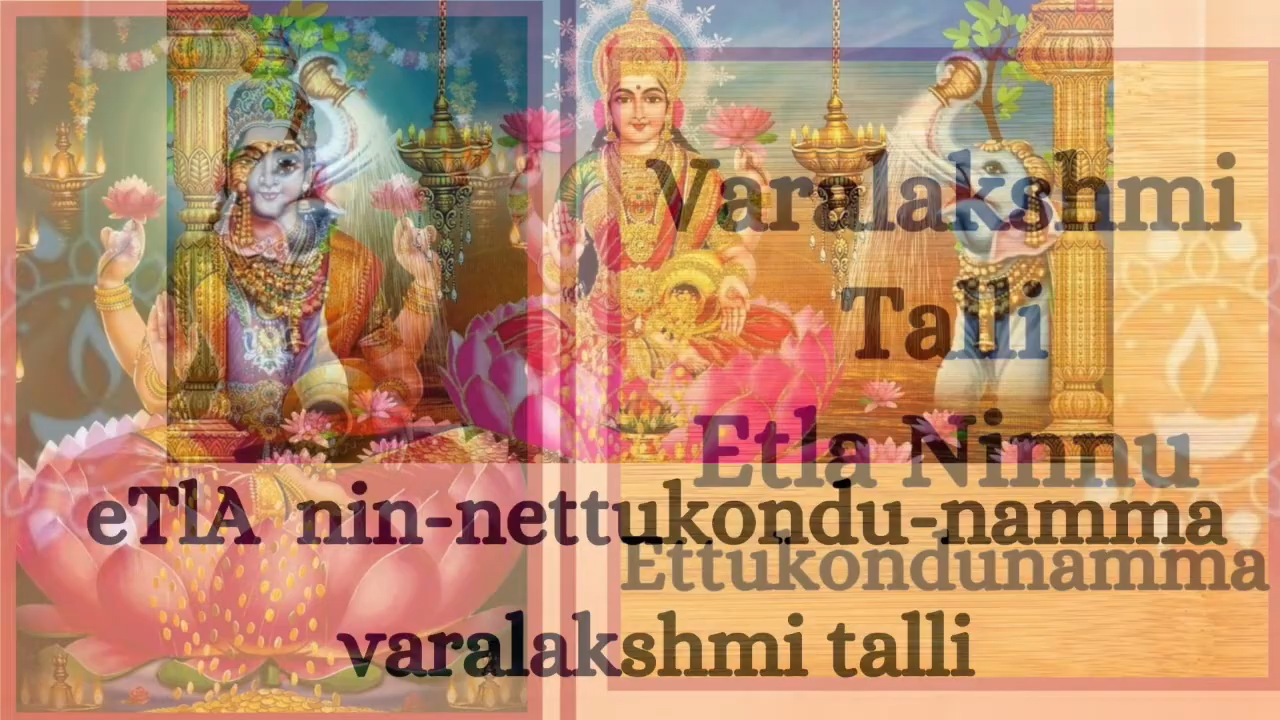 Varalakshmi
Talli
Etla Ninnu
Ettukondunamma
eTlA nin-nettukondu-namma
varalakshmi talli